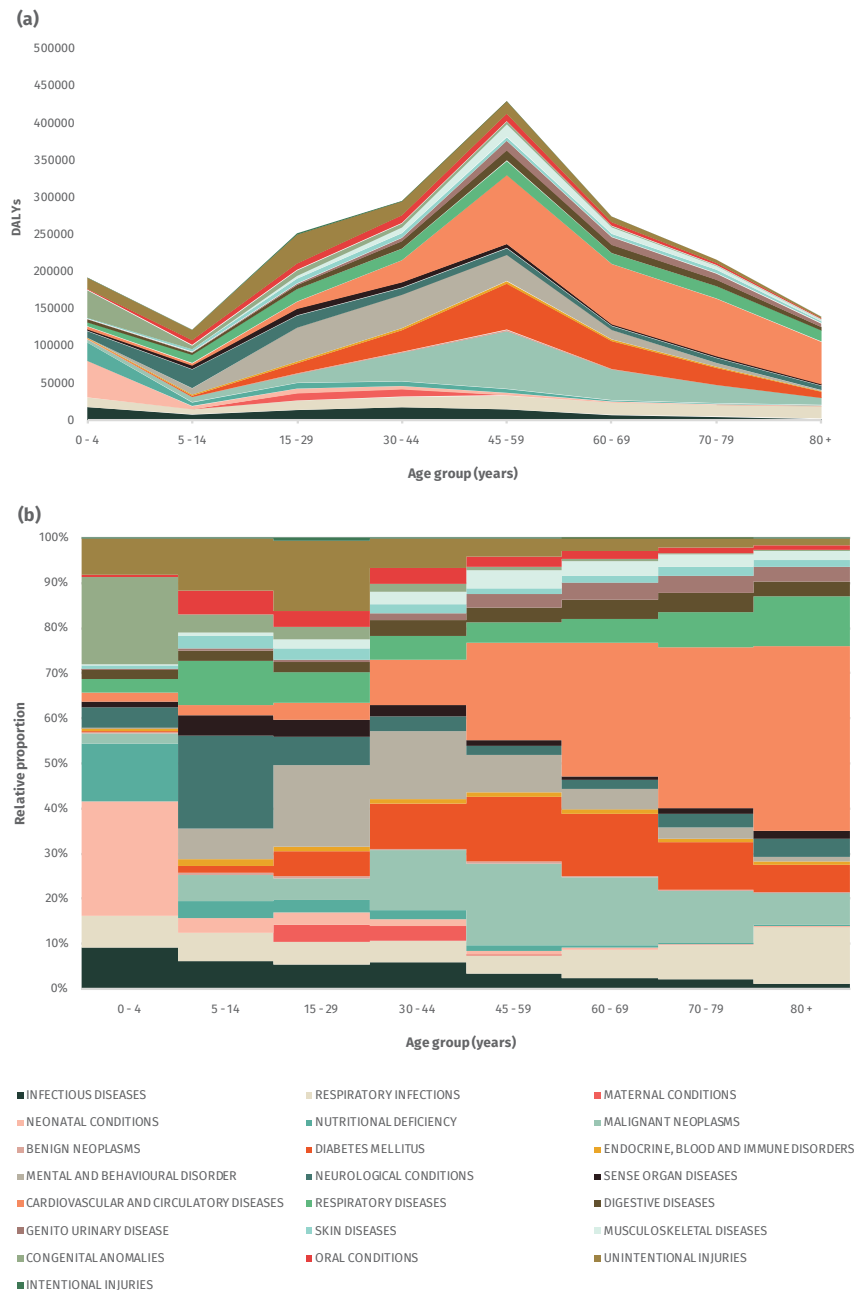 (a)
500000
450000
400000
350000
300000
250000
200000
150000
100000
50000
0
DALYs
0 - 4 5 - 14 15 - 29 30 - 44 45 - 59 60 - 69 70 - 79 80 +
Age group (years)
(b)
100%
90%
80%
70%
60%
50%
40%
30%
20%
10%
0%
Relative proportion
0 - 4 5 - 14 15 - 29 30 - 44 45 - 59 60 - 69 70 - 79 80 +
Age group (years)
INFECTIOUS DISEASES RESPIRATORY INFECTIONS MATERNAL CONDITIONS
NEONATAL CONDITIONS NUTRITIONAL DEFICIENCY MALIGNANT NEOPLASMS
BENIGN NEOPLASMS DIABETES MELLITUS ENDOCRINE, BLOOD AND IMMUNE DISORDERS
MENTAL AND BEHAVIOURAL DISORDER NEUROLOGICAL CONDITIONS SENSE ORGAN DISEASES
CARDIOVASCULAR AND CIRCULATORY DISEASES RESPIRATORY DISEASES DIGESTIVE DISEASES
GENITO URINARY DISEASE SKIN DISEASES MUSCULOSKELETAL DISEASES
CONGENITAL ANOMALIES ORAL CONDITIONS UNINTENTIONAL INJURIES
INTENTIONAL INJURIES